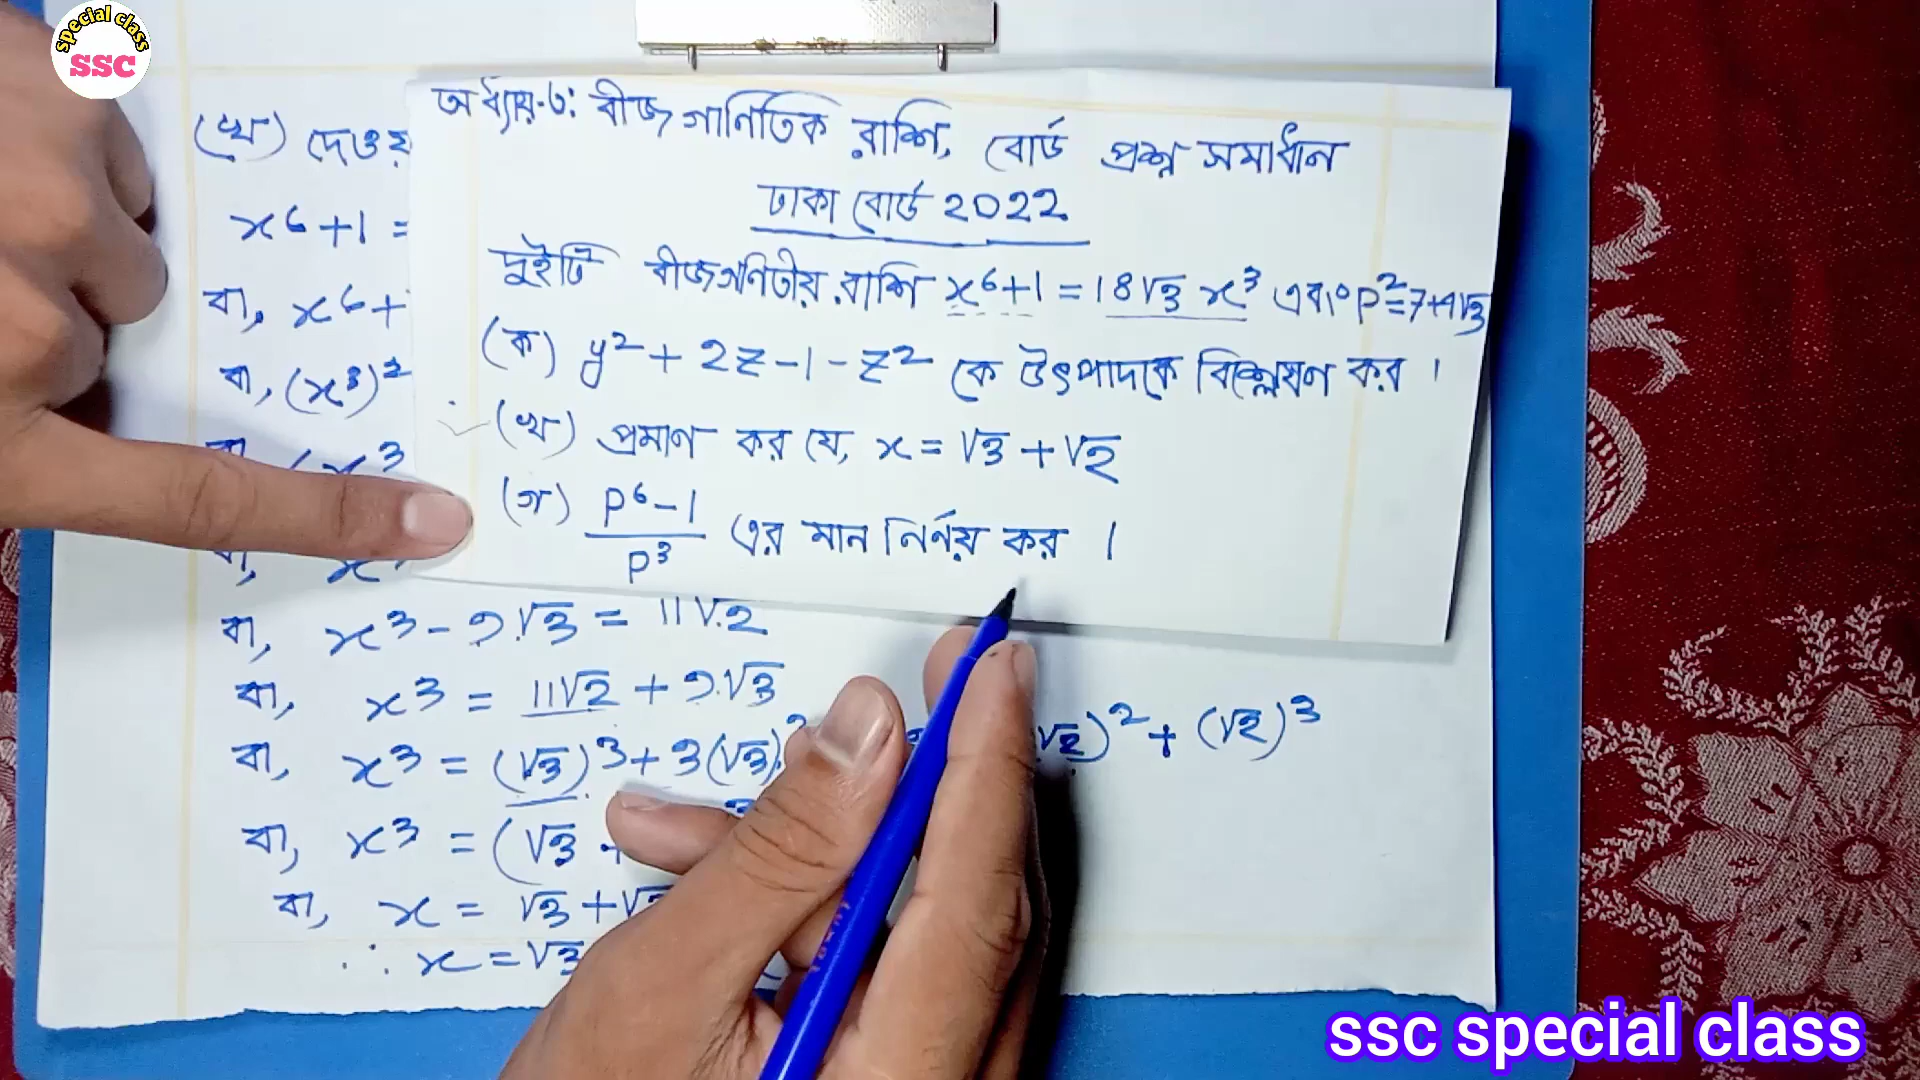 special class
SSC
অধ্যায়-৩: বীজ গাণিতিক রাশি, বোর্ড প্রশ্ন সমাধান
ঢাকা বোর্ড 2022
দুইটি বীজগণিতীয় রাশি x⁶+1 = 18√3 x³ এবং P²=7+4√3
(ক) y² + 2z - 1 - z² কে উৎপাদকে বিশ্লেষণ কর।
(খ) প্রমাণ কর যে, x = √3 + √2
(গ) P⁶-1 / P³ এর মান নির্ণয় কর।
(খ) দেওয়
x⁶+1 =
বা, x⁶+
বা, (x³)²
বা, x³ - 9√3 = 11√2
বা, x³ = 11√2 + 9√3
বা, x³ = (√3)³ + 3(√3)² √2)² + (√2)³
বা, x³ = (√3 +
বা, x = √3 + √
∴ x = √3
ssc special class